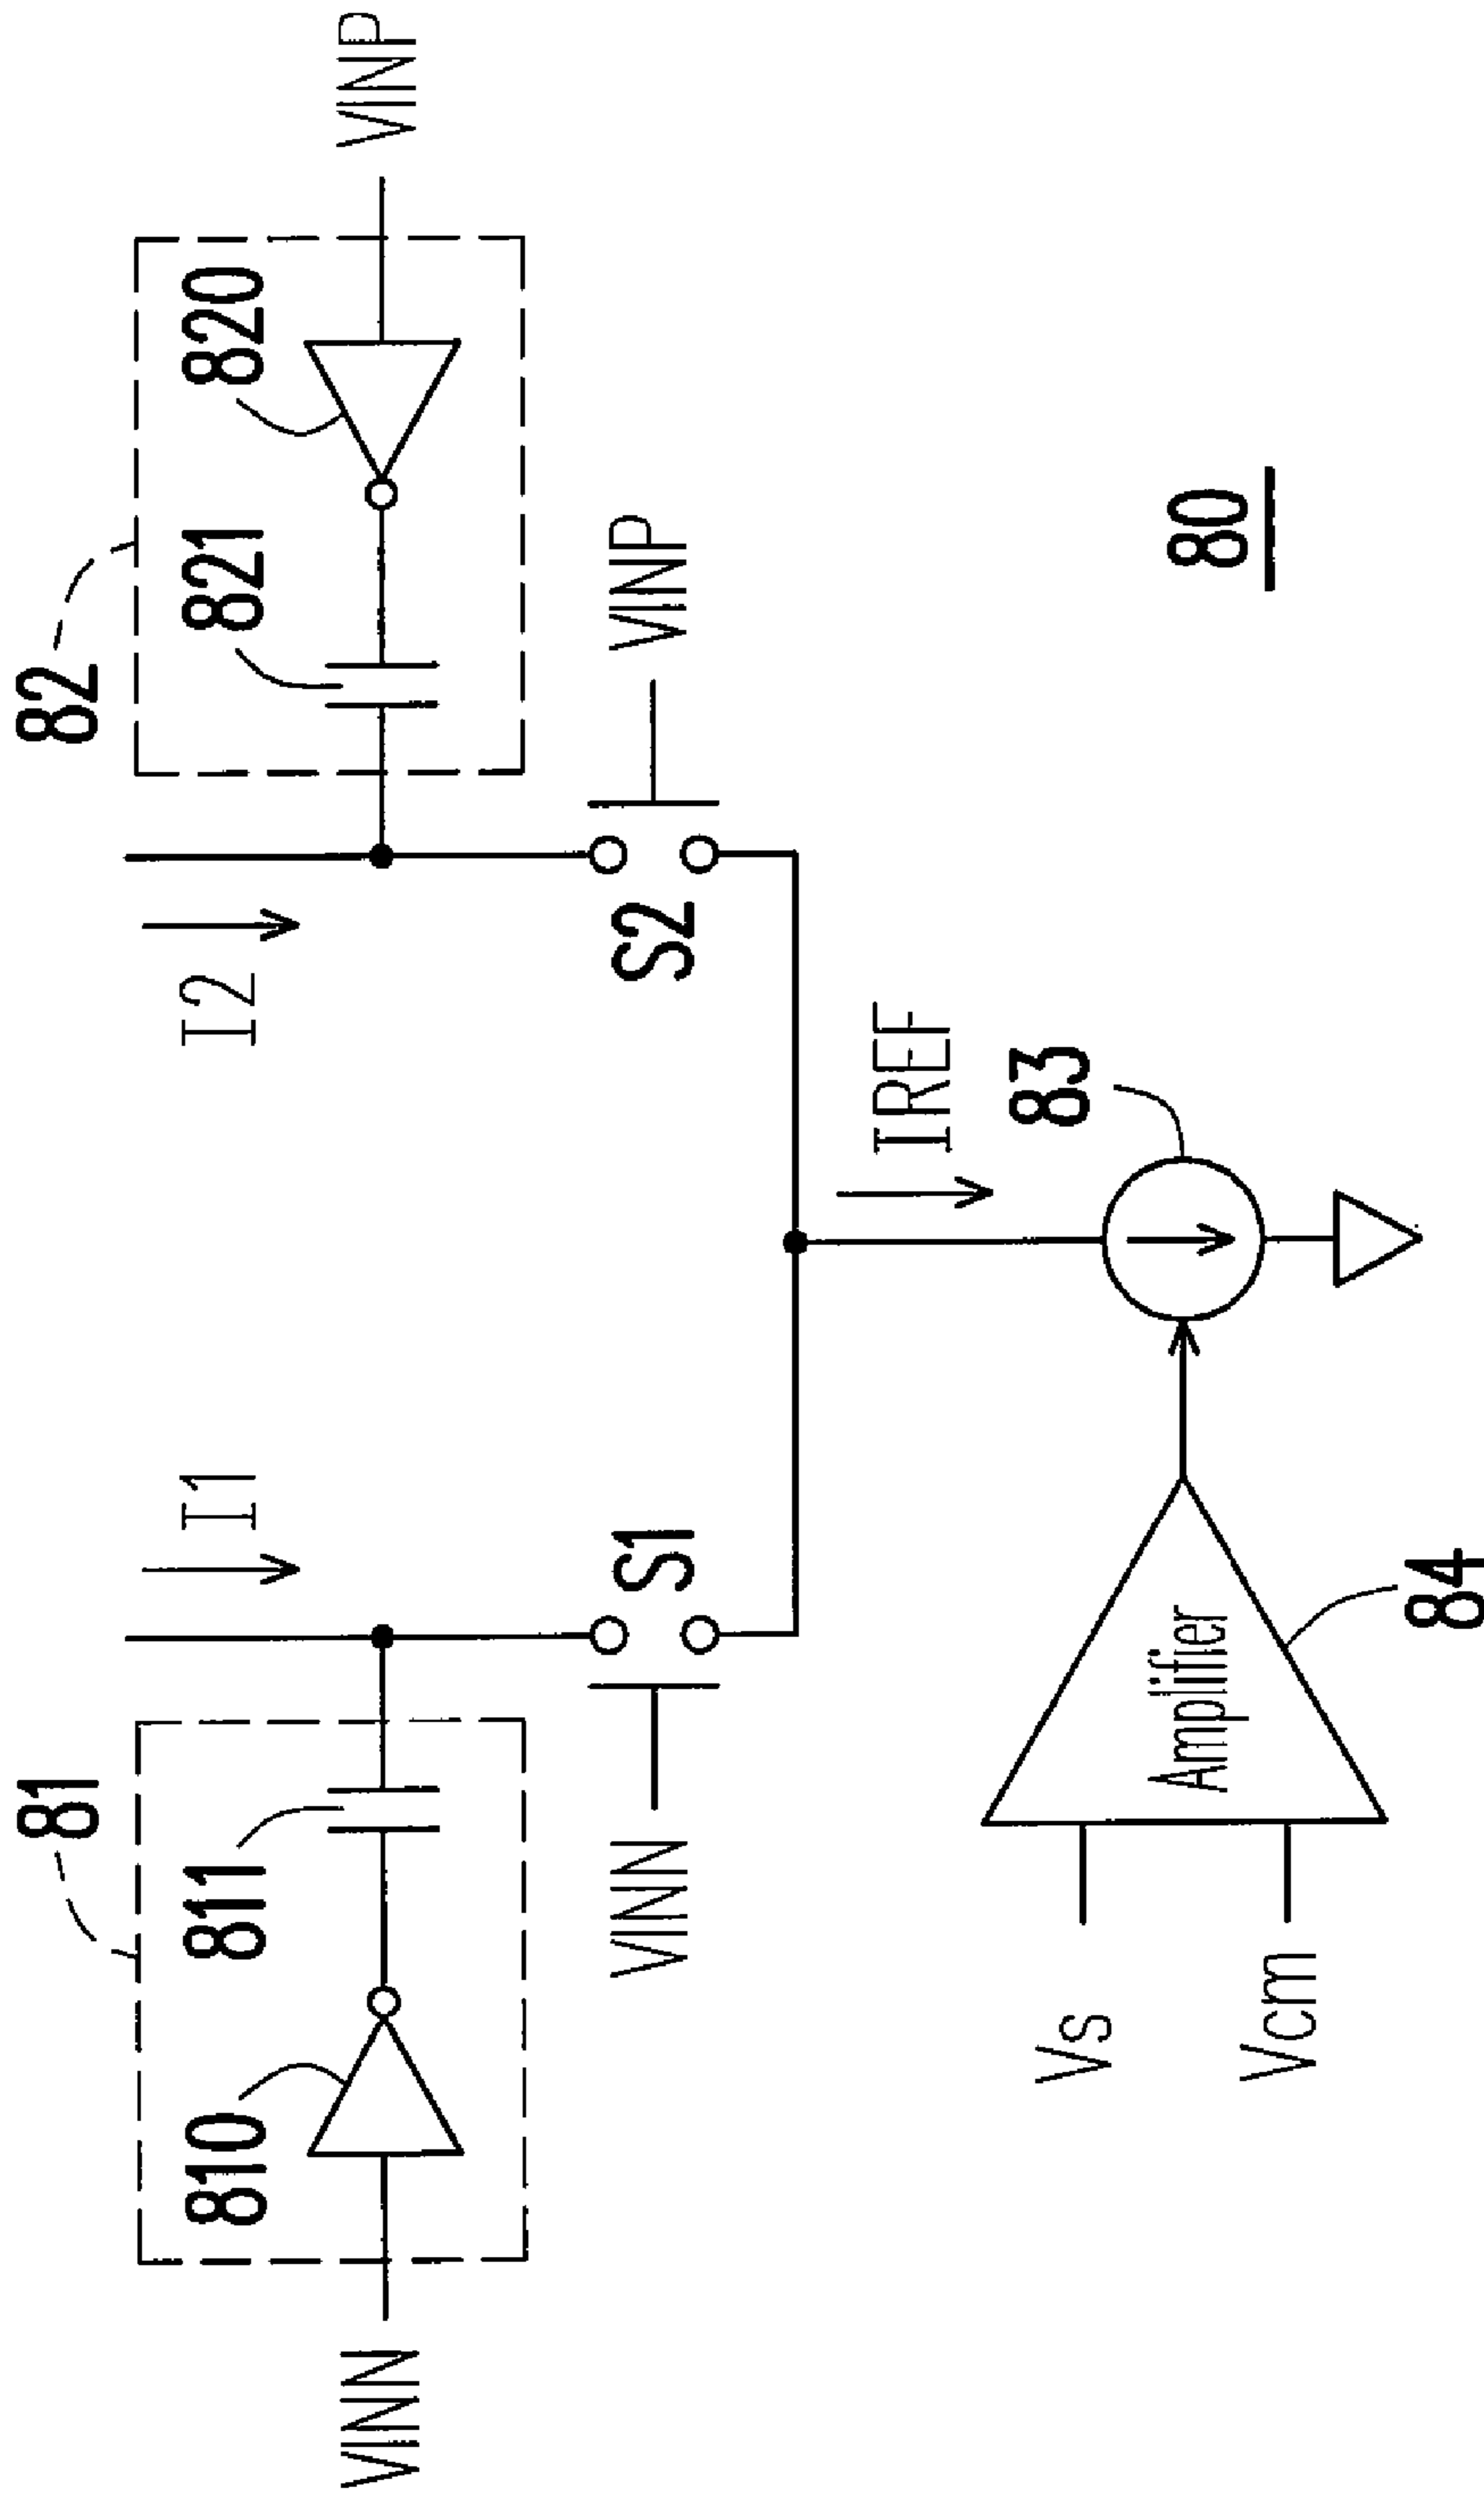 81
82
810
811
I1
I2
821
820
VINN
VINP
VINN
S1
S2
VINP
IREF
83
Vs
Amplifier
80
Vcm
84